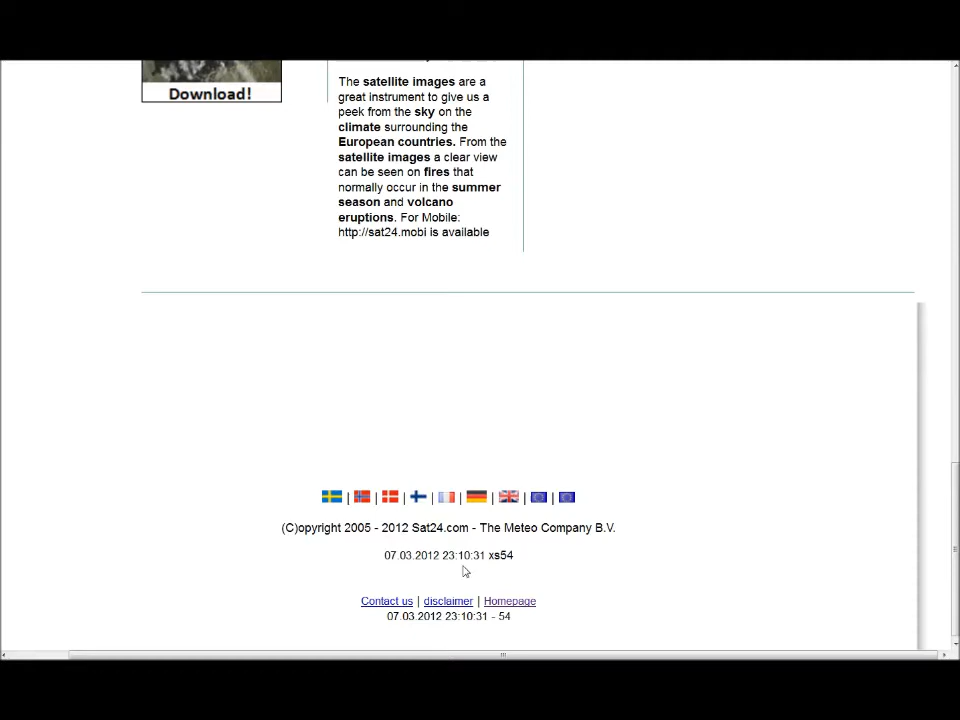 Download!
The satellite images are a
great instrument to give us a
peek from the sky on the
climate surrounding the
European countries. From the
satellite images a clear view
can be seen on fires that
normally occur in the summer
season and volcano
eruptions. For Mobile:
http://sat24.mobi is available
| | | | | | | |
(C)opyright 2005 - 2012 Sat24.com - The Meteo Company B.V.
07.03.2012 23:10:31 xs54
Contact us | disclaimer | Homepage
07.03.2012 23:10:31 - 54